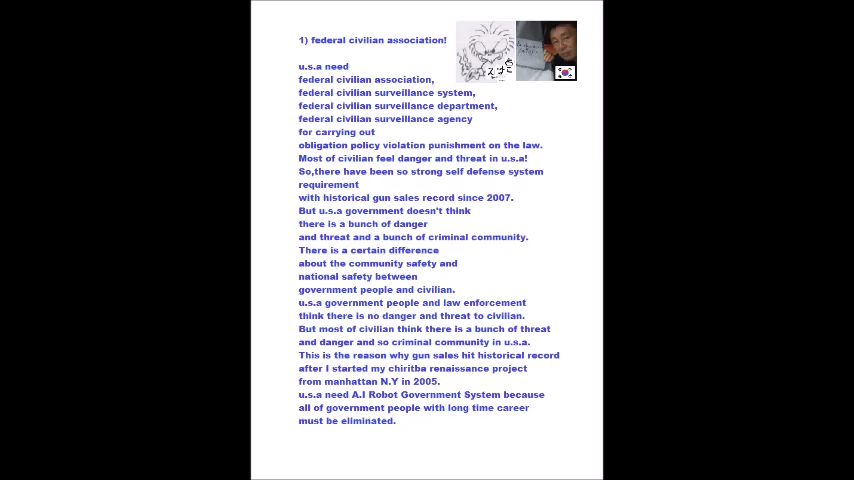 1) federal civilian association!
u.s.a need
federal civilian association,
federal civilian surveillance system,
federal civilian surveillance department,
federal civilian surveillance agency
for carrying out
obligation policy violation punishment on the law.
Most of civilian feel danger and threat in u.s.a!
So,there have been so strong self defense system
requirement
with historical gun sales record since 2007.
But u.s.a government doesn't think
there is a bunch of danger
and threat and a bunch of criminal community.
There is a certain difference
about the community safety and
national safety between
government people and civilian.
u.s.a government people and law enforcement
think there is no danger and threat to civilian.
But most of civilian think there is a bunch of threat
and danger and so criminal community in u.s.a.
This is the reason why gun sales hit historical record
after I started my chiritba renaissance project
from manhattan N.Y in 2005.
u.s.a need A.I Robot Government System because
all of government people with long time career
must be eliminated.